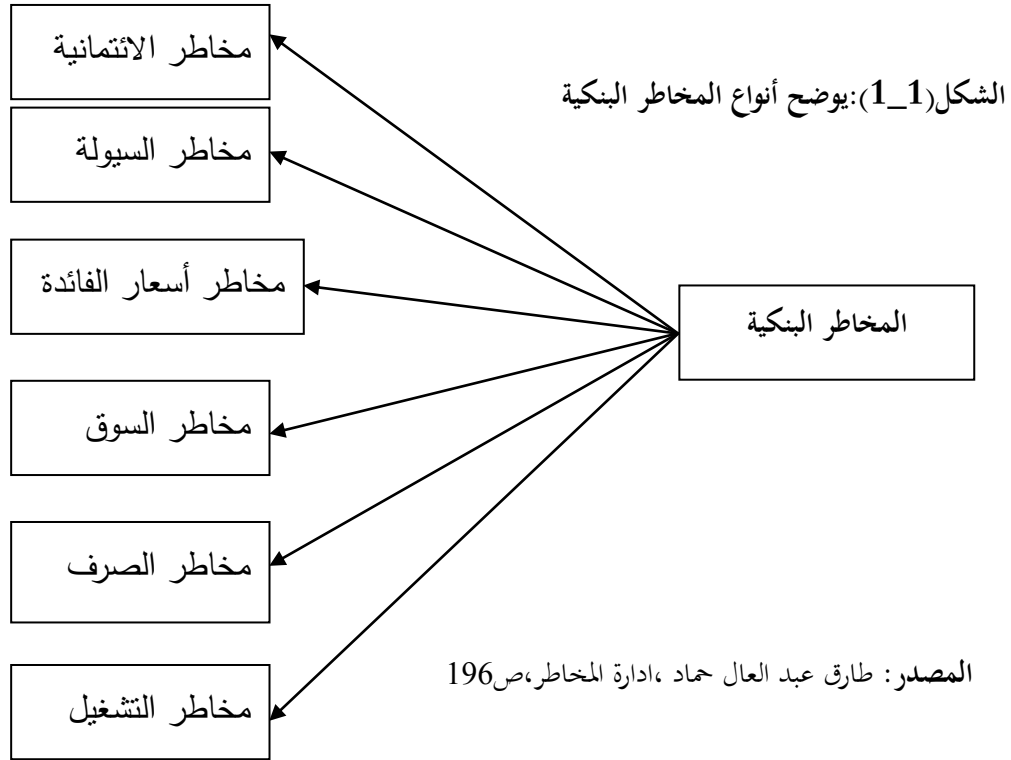 الشكل(1_1):يوضح أنواع المخاطر البنكية
المخاطر البنكية
مخاطر الائتمانية
مخاطر السيولة
مخاطر أسعار الفائدة
مخاطر السوق
مخاطر الصرف
مخاطر التشغيل
المصدر: طارق عبد العال حماد ،ادارة المخاطر،ص196